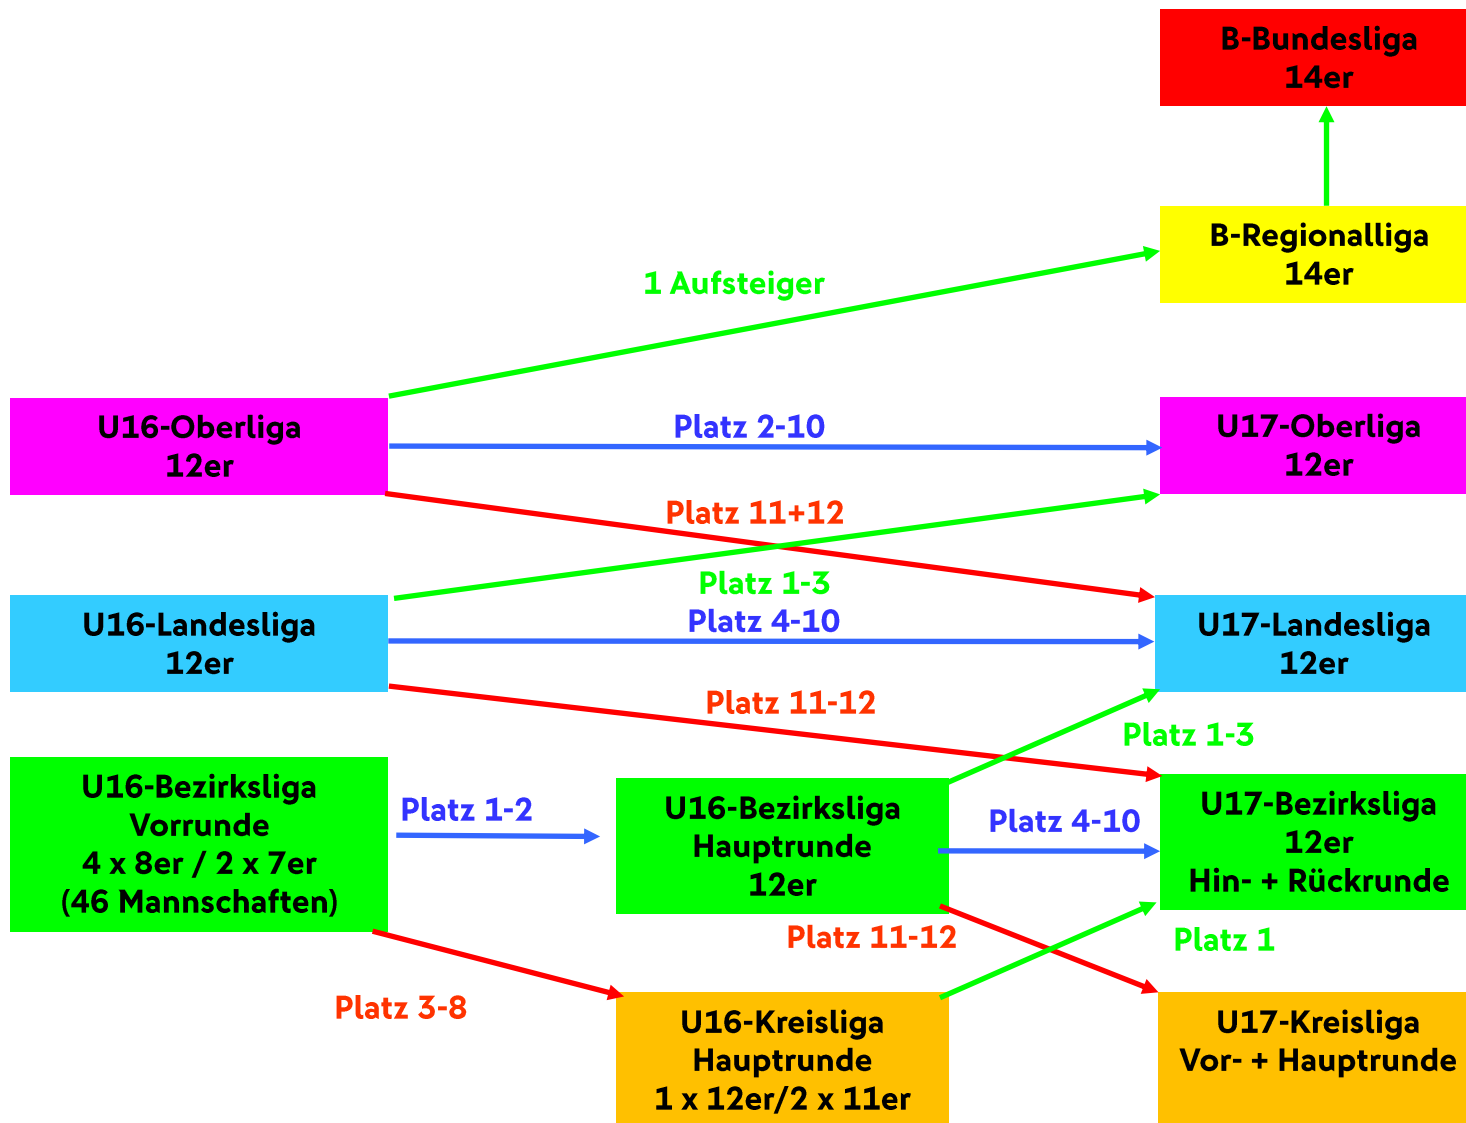 B-Bundesliga
14er
B-Regionalliga
14er
1 Aufsteiger
U16-Oberliga
12er
Platz 2-10
U17-Oberliga
12er
Platz 11+12
Platz 1-3
U16-Landesliga
12er
Platz 4-10
U17-Landesliga
12er
Platz 11-12
Platz 1-3
U16-Bezirksliga
Vorrunde
4 x 8er / 2 x 7er
(46 Mannschaften)
Platz 1-2
U16-Bezirksliga
Hauptrunde
12er
Platz 4-10
U17-Bezirksliga
12er
Hin- + Rückrunde
Platz 11-12
Platz 1
Platz 3-8
U16-Kreisliga
Hauptrunde
1 x 12er/2 x 11er
U17-Kreisliga
Vor- + Hauptrunde